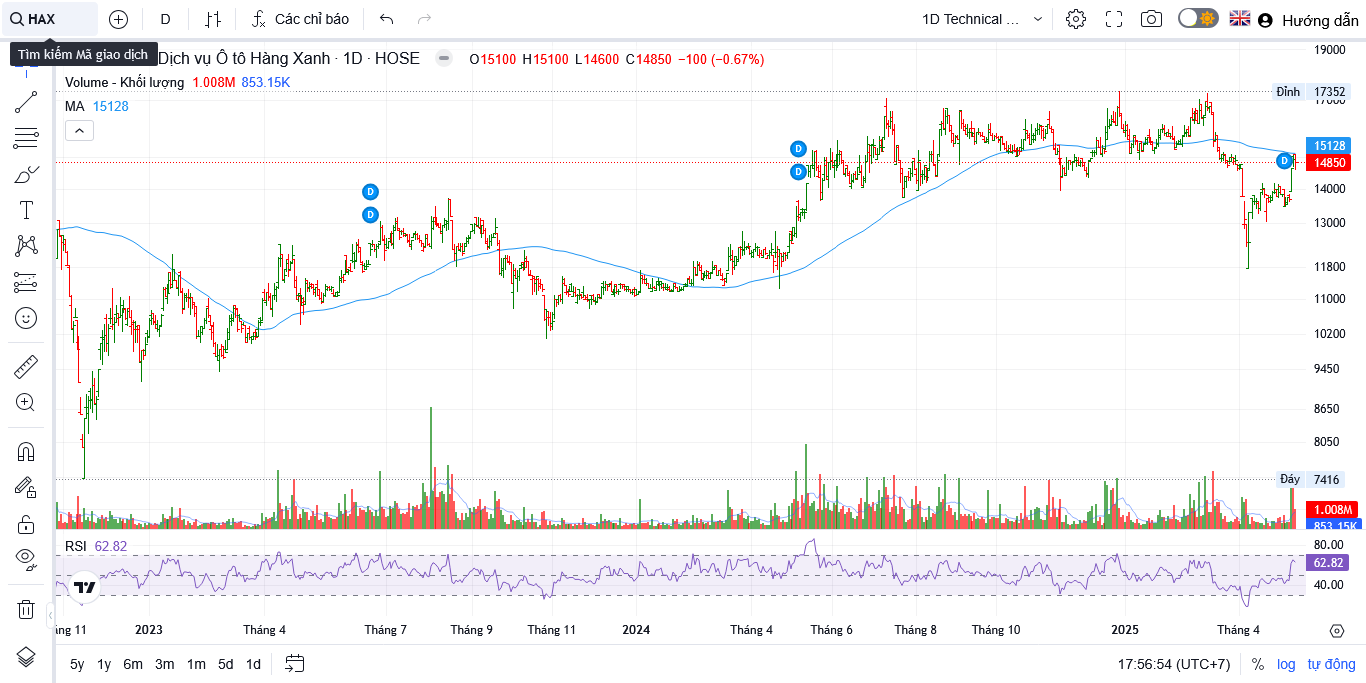 HAX
D
Các chỉ báo
1D Technical ...
Hướng dẫn
Tìm kiếm Mã giao dịch
Dịch vụ Ô tô Hàng Xanh · 1D · HOSE
O15100 H15100 L14600 C14850 −100 (−0.67%)
Volume - Khối lượng 1.008M 853.15K
MA 15128
19000
Đỉnh 17352
17000
15128
14850
14000
13000
11800
11000
10200
9450
8650
8050
Đáy 7416
1.008M
853.15K
D
D
D
D
D
RSI 62.82
80.00
62.82
40.00
ng 11
2023
Tháng 4
Tháng 7
Tháng 9
Tháng 11
2024
Tháng 4
Tháng 6
Tháng 8
Tháng 10
2025
Tháng 4
5y 1y 6m 3m 1m 5d 1d
17:56:54 (UTC+7)
% log tự động